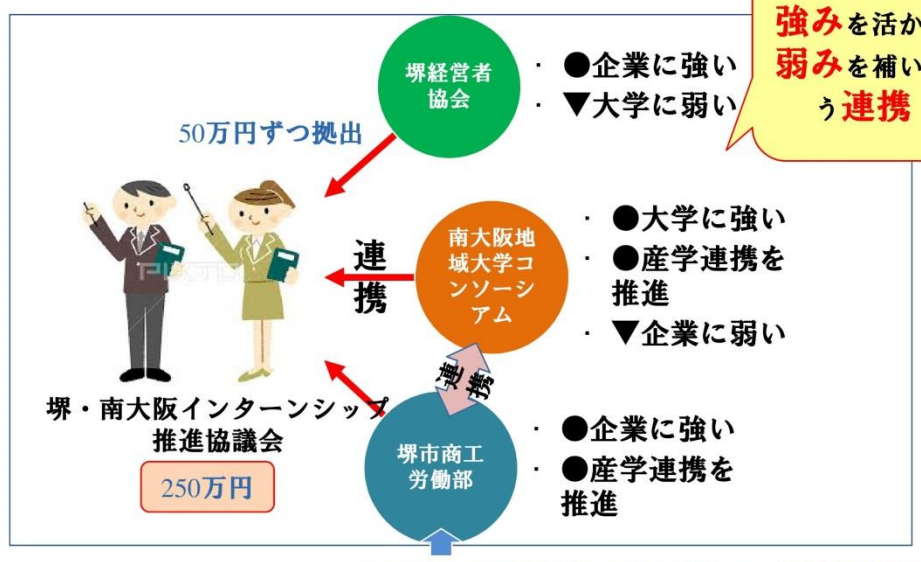 強みを活か
弱みを補い
う連携
堺経営者
協会
・ ●企業に強い
・ ▼大学に弱い
50万円ずつ拠出
連
携
南大阪地
域大学コ
ンソーシ
アム
・ ●大学に強い
・ ●産学連携を
推進
・ ▼企業に弱い
連携
堺・南大阪インターンシップ
推進協議会
250万円
堺市商工
労働部
・ ●企業に強い
・ ●産学連携を
推進